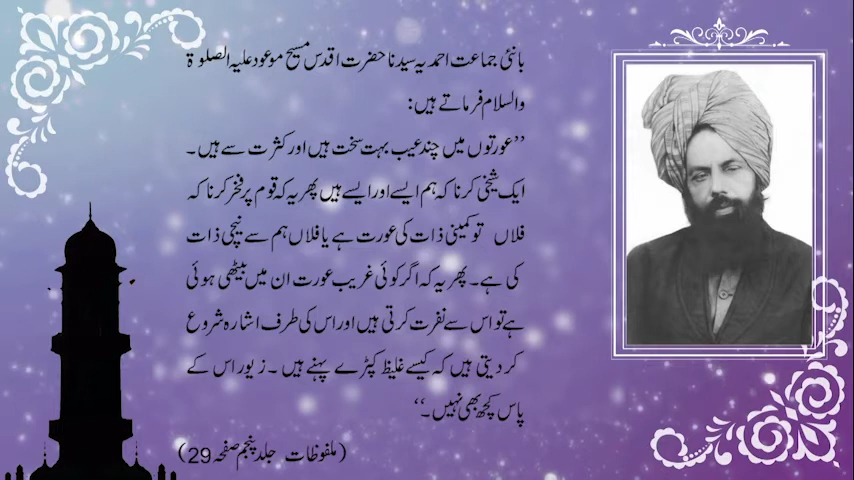 بانئی جماعت احمدیہ سیدنا حضرت اقدس مسیح موعود علیہ الصلوٰۃ
والسلام فرماتے ہیں:
’’عورتوں میں چند عیب بہت سخت ہیں اور کثرت سے ہیں۔
ایک شیخی کرنا کہ ہم ایسے اور ایسے ہیں پھر یہ کہ قوم پر فخر کرنا کہ
فلاں تو کمینی ذات کی عورت ہے یا فلاں ہم سے نیچی ذات
کی ہے۔ پھر یہ کہ اگر کوئی غریب عورت ان میں بیٹھی ہوئی
ہے تو اس سے نفرت کرتی ہیں اور اس کی طرف اشارہ شروع
کر دیتی ہیں کہ کیسے غلیظ کپڑے پہنے ہیں۔ زیور اس کے
پاس کچھ بھی نہیں۔‘‘
(ملفوظات جلد پنجم صفحہ 29)